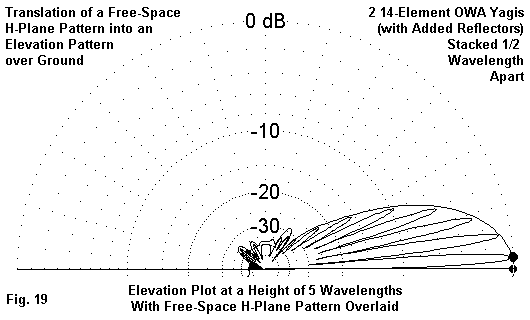 Translation of a Free-Space
H-Plane Pattern into an
Elevation Pattern
over Ground
0 dB
2 14-Element OWA Yagis
(with Added Reflectors)
Stacked 1/2
Wavelength
Apart
-10
-20
-30
Fig. 19
Elevation Plot at a Height of 5 Wavelengths
With Free-Space H-Plane Pattern Overlaid